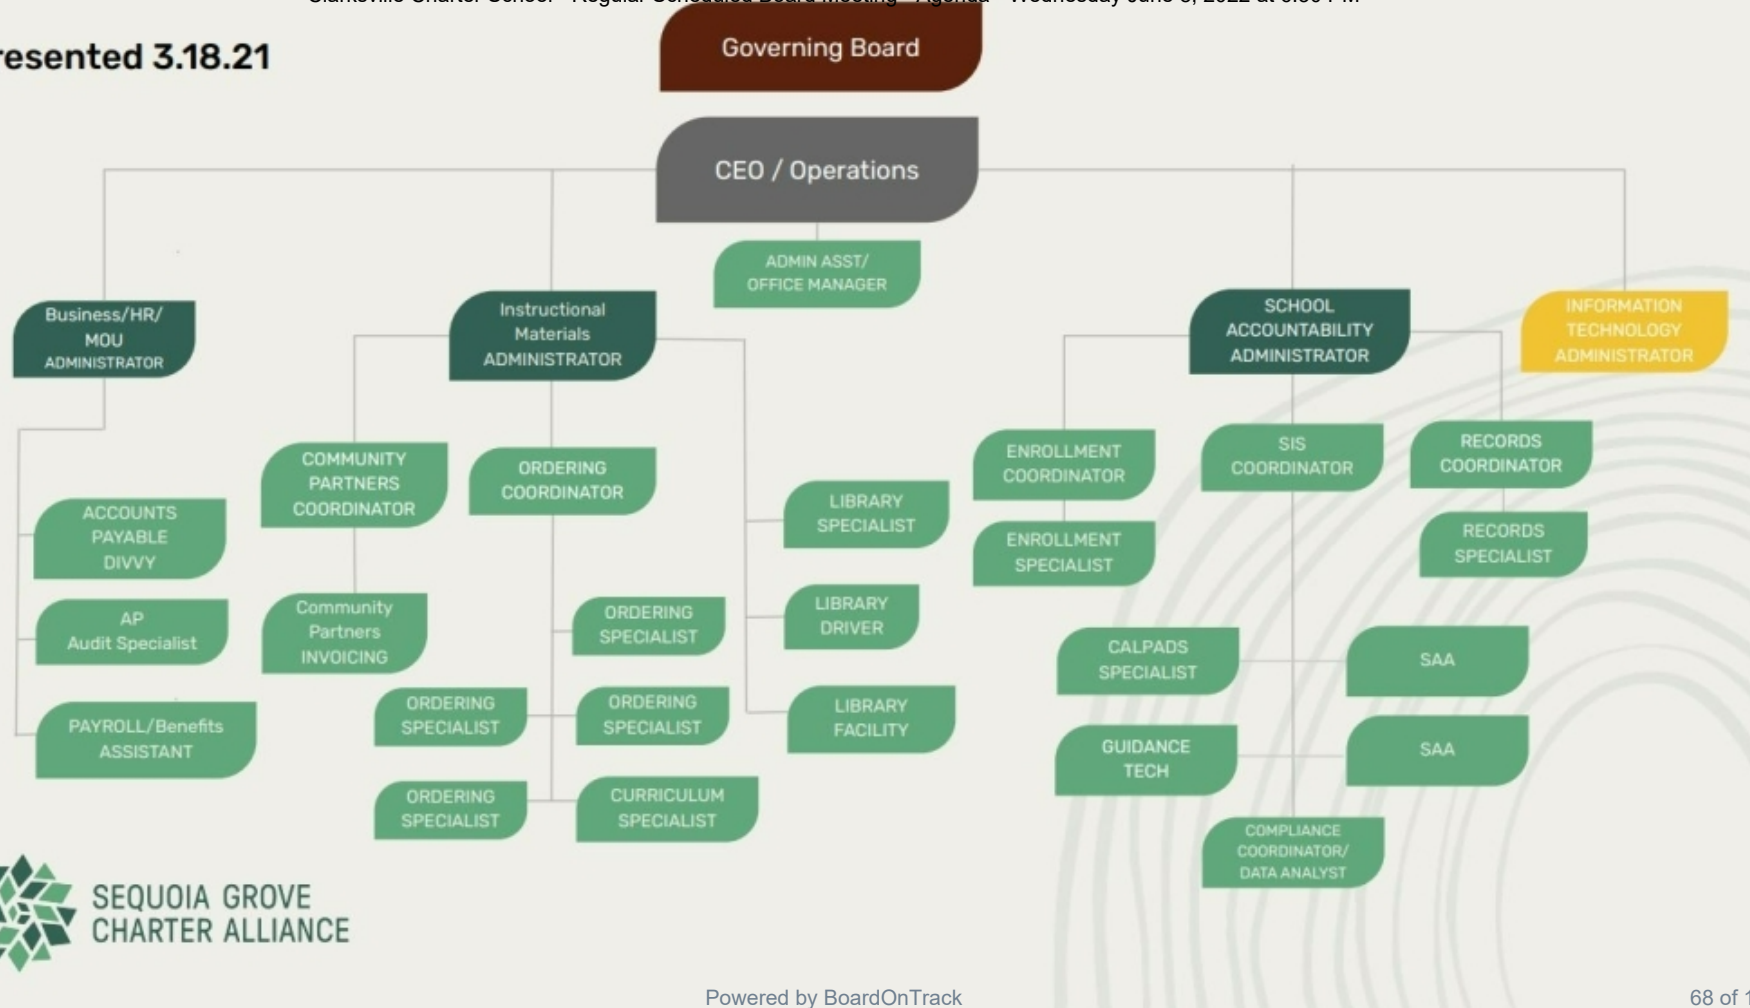 resented 3.18.21
Governing Board
CEO / Operations
ADMIN ASST/
OFFICE MANAGER
Business/HR/
MOU
ADMINISTRATOR
Instructional
Materials
ADMINISTRATOR
SCHOOL
ACCOUNTABILITY
ADMINISTRATOR
INFORMATION
TECHNOLOGY
ADMINISTRATOR
ACCOUNTS
PAYABLE
DIVVY
AP
Audit Specialist
PAYROLL/Benefits
ASSISTANT
COMMUNITY
PARTNERS
COORDINATOR
Community
Partners
INVOICING
ORDERING
COORDINATOR
ORDERING
SPECIALIST
ORDERING
SPECIALIST
ORDERING
SPECIALIST
ORDERING
SPECIALIST
CURRICULUM
SPECIALIST
LIBRARY
SPECIALIST
LIBRARY
DRIVER
LIBRARY
FACILITY
ENROLLMENT
COORDINATOR
ENROLLMENT
SPECIALIST
SIS
COORDINATOR
RECORDS
COORDINATOR
RECORDS
SPECIALIST
CALPADS
SPECIALIST
SAA
GUIDANCE
TECH
SAA
COMPLIANCE
COORDINATOR/
DATA ANALYST
SEQUOIA GROVE
CHARTER ALLIANCE
Powered by BoardOnTrack
68 of 1